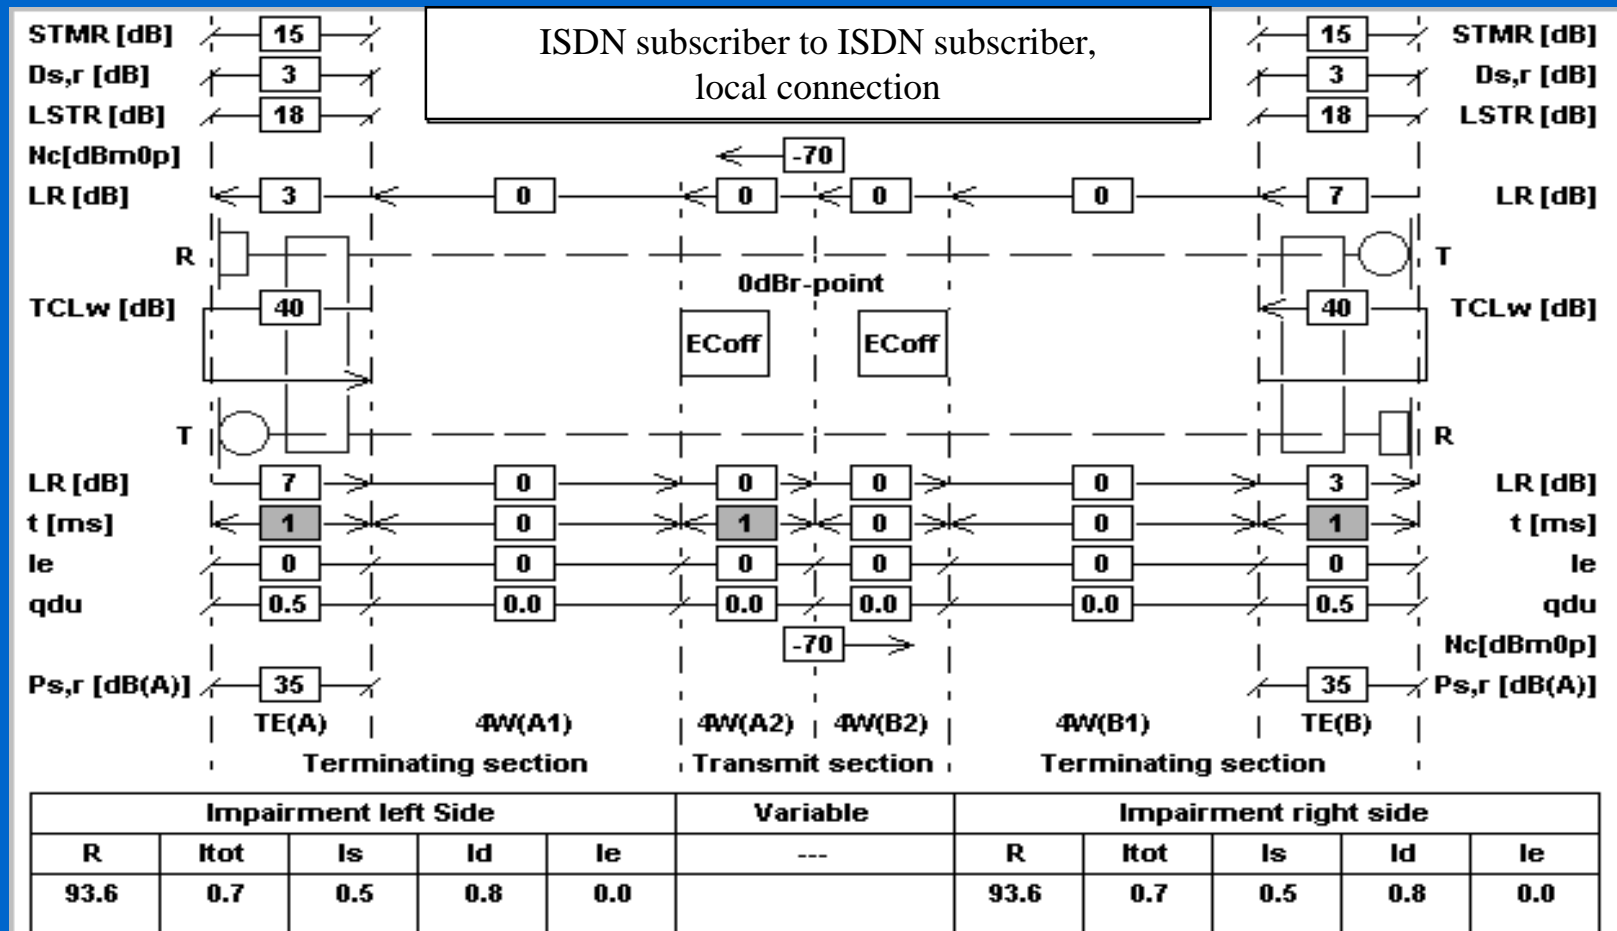 ISDN subscriber to ISDN subscriber,
local connection
STMR [dB] 15 15 STMR [dB]
Ds,r [dB] 3 3 Ds,r [dB]
LSTR [dB] 18 18 LSTR [dB]
Nc[dBm0p] -70
LR [dB] 3 0 0 0 0 7 LR [dB]
R T
0dBr-point
TCLw [dB] 40 40 TCLw [dB]
ECoff ECoff
T R
LR [dB] 7 0 0 0 0 3 LR [dB]
t [ms] 1 0 1 0 0 1 t [ms]
Ie 0 0 0 0 0 0 Ie
qdu 0.5 0.0 0.0 0.0 0.0 0.5 qdu
-70 Nc[dBm0p]
Ps,r [dB(A)] 35 35 Ps,r [dB(A)]
TE(A) 4W(A1) 4W(A2) 4W(B2) 4W(B1) TE(B)
Terminating section Transmit section Terminating section
Impairment left Side Variable Impairment right side
R Itot Is Id Ie --- R Itot Is Id Ie
93.6 0.7 0.5 0.8 0.0 93.6 0.7 0.5 0.8 0.0